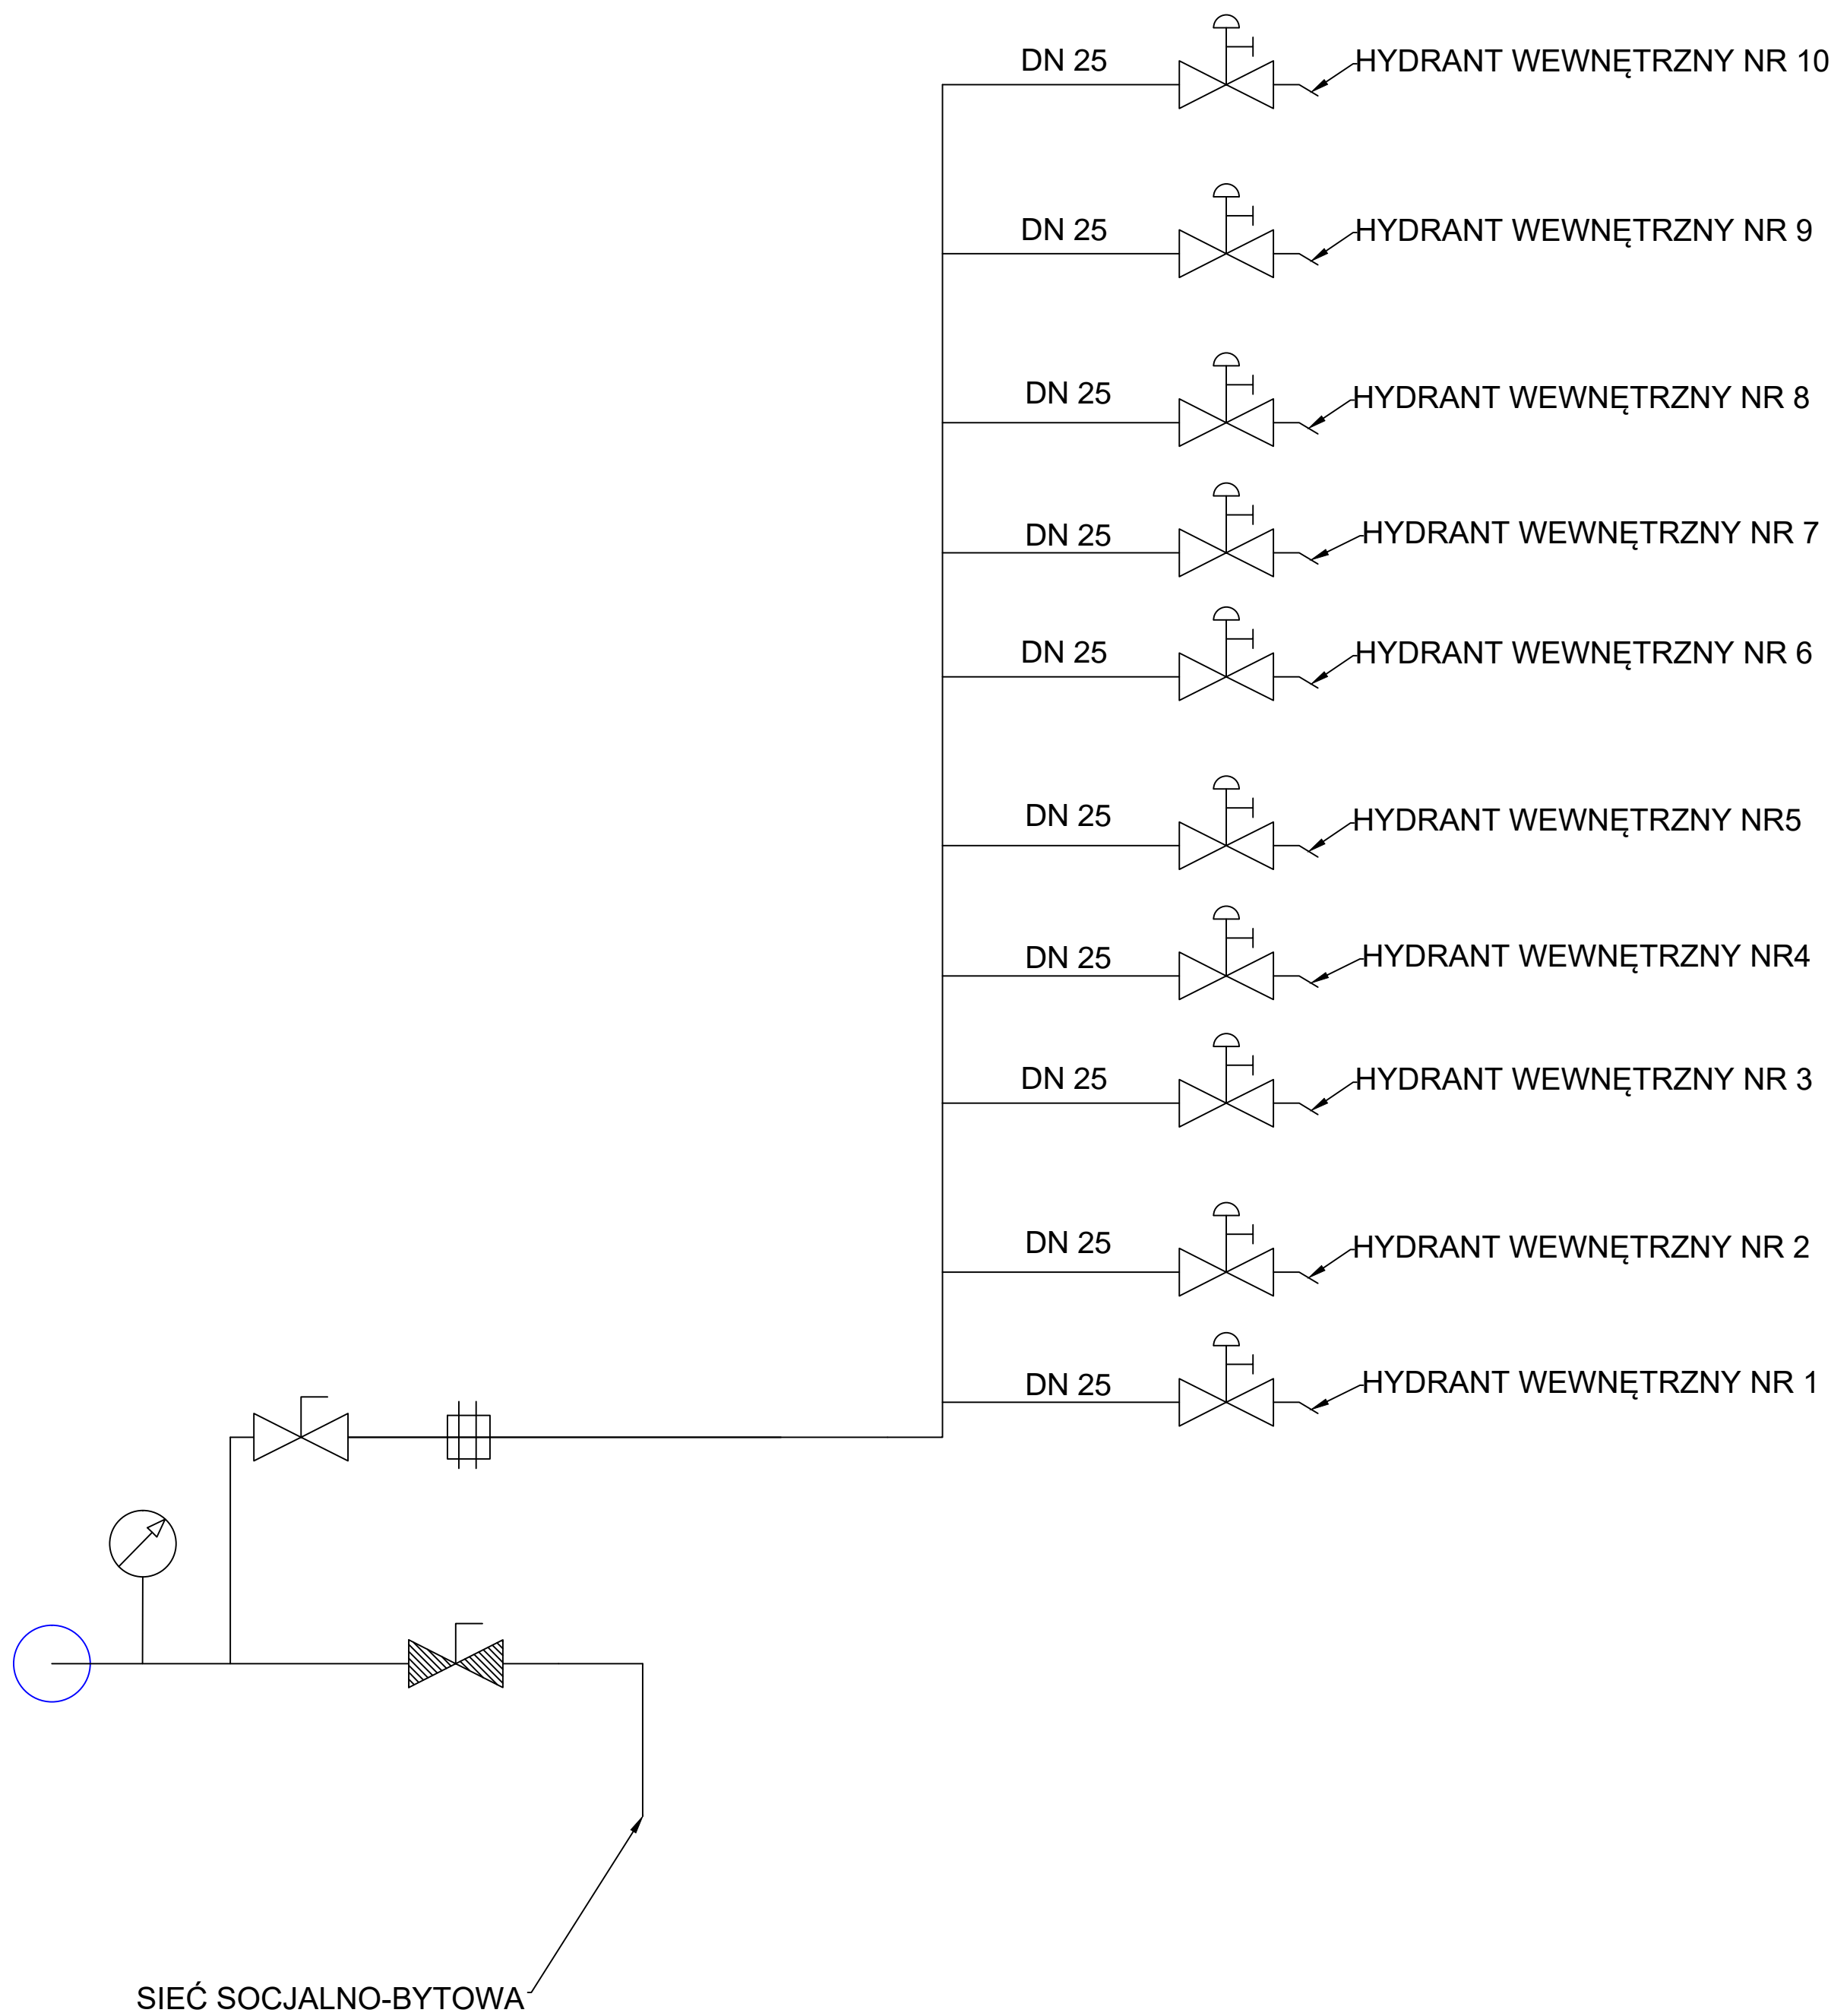 DN 25 HYDRANT WEWNĘTRZNY NR 10
DN 25 HYDRANT WEWNĘTRZNY NR 9
DN 25 HYDRANT WEWNĘTRZNY NR 8
DN 25 HYDRANT WEWNĘTRZNY NR 7
DN 25 HYDRANT WEWNĘTRZNY NR 6
DN 25 HYDRANT WEWNĘTRZNY NR5
DN 25 HYDRANT WEWNĘTRZNY NR4
DN 25 HYDRANT WEWNĘTRZNY NR 3
DN 25 HYDRANT WEWNĘTRZNY NR 2
DN 25 HYDRANT WEWNĘTRZNY NR 1
SIEĆ SOCJALNO-BYTOWA